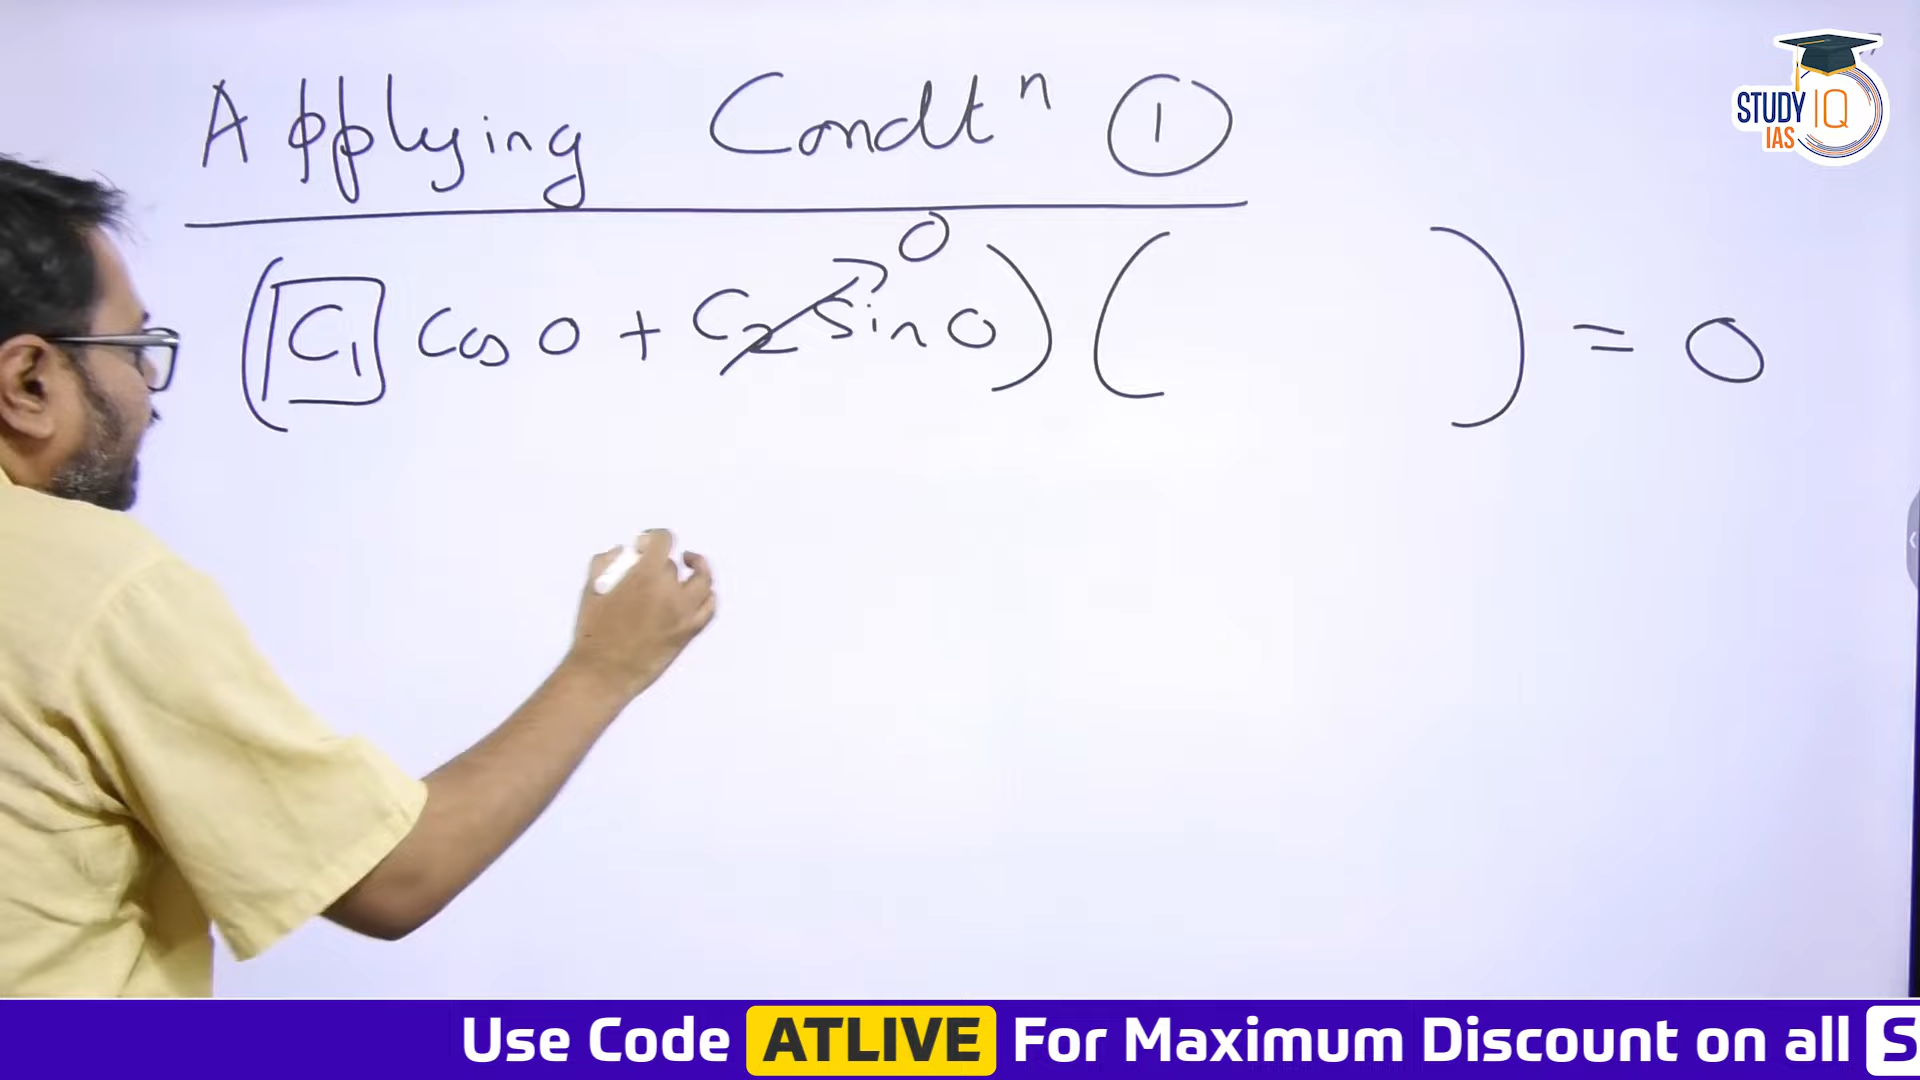 Applying Condtⁿ ①
STUDY IQ
IAS
0
(C₁ Cos 0 + C₂ Sin 0) ( ) = 0
Use Code ATLIVE For Maximum Discount on all S